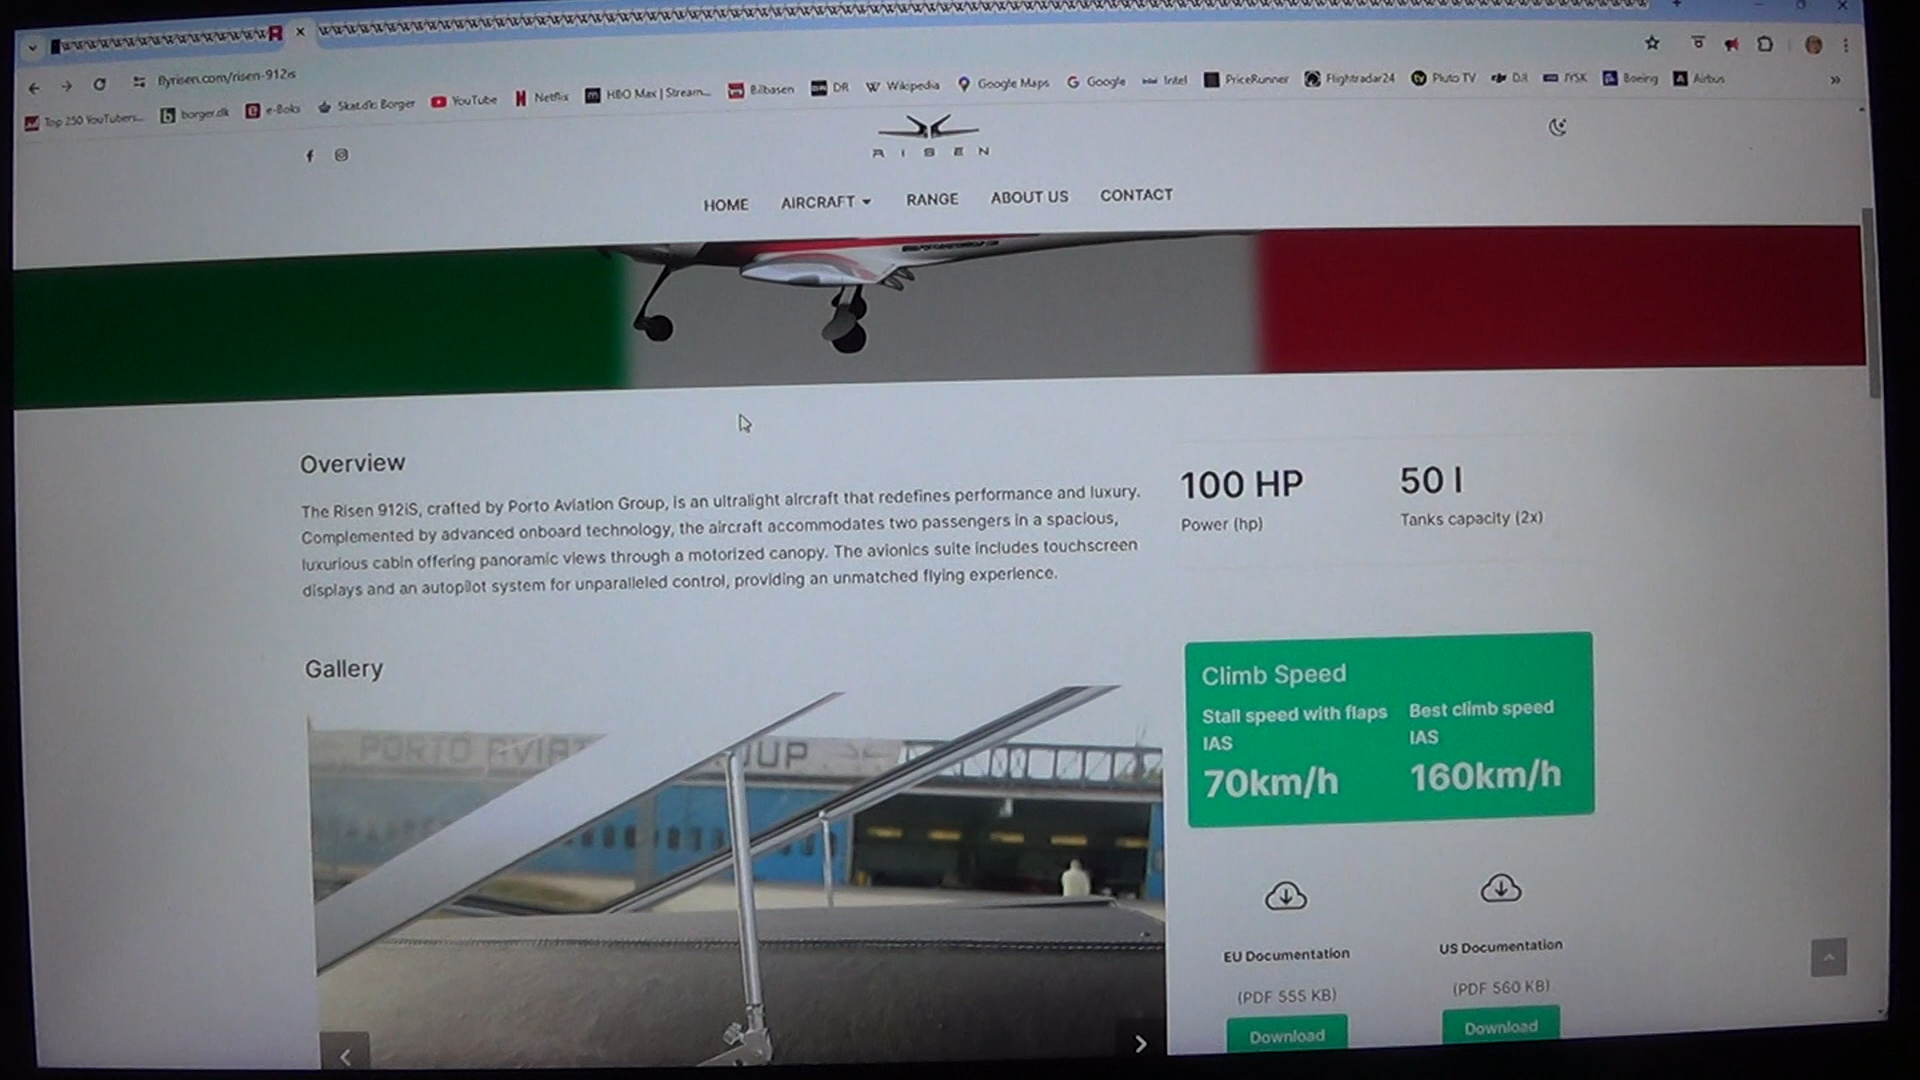 flyrisen.com/risen-912is
Top 250 YouTubers... borger.dk e-Boks Skat.dk: Borger YouTube Netflix HBO Max | Stream... Bilbasen DR Wikipedia Google Maps Google Intel PriceRunner Flightradar24 Pluto TV DJI JYSK Boeing Airbus
RISEN
HOME AIRCRAFT RANGE ABOUT US CONTACT
Overview
The Risen 912iS, crafted by Porto Aviation Group, is an ultralight aircraft that redefines performance and luxury.
Complemented by advanced onboard technology, the aircraft accommodates two passengers in a spacious,
luxurious cabin offering panoramic views through a motorized canopy. The avionics suite includes touchscreen
displays and an autopilot system for unparalleled control, providing an unmatched flying experience.
100 HP
Power (hp)
50 l
Tanks capacity (2x)
Gallery
PORTO AVIAT OUP
Climb Speed
Stall speed with flaps
IAS
70km/h
Best climb speed
IAS
160km/h
EU Documentation
(PDF 555 KB)
Download
US Documentation
(PDF 560 KB)
Download